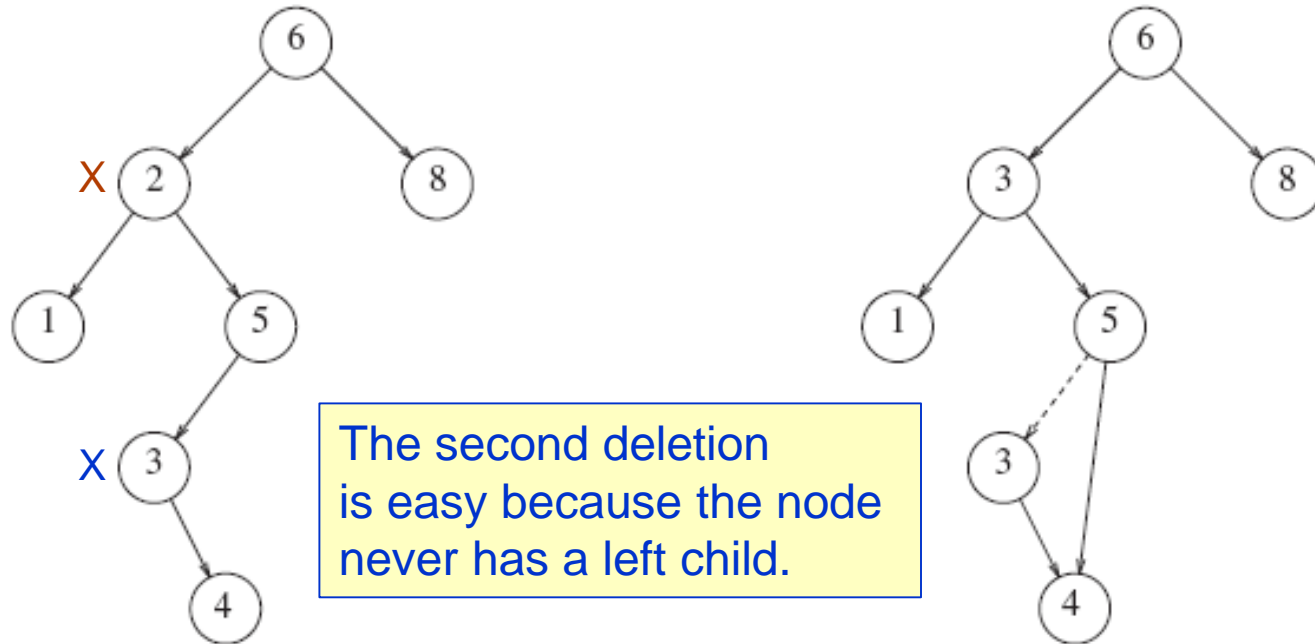 6
6
X 2
8
3
8
1
5
1
5
X 3
3
4
4
The second deletion
is easy because the node
never has a left child.